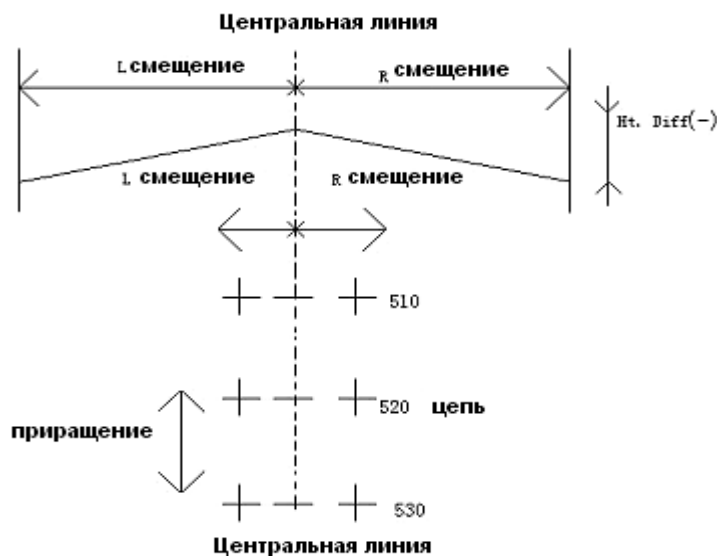 Центральная линия
L смещение
R смещение
Ht. Diff(-)
L смещение
R смещение
510
520 цепь
приращение
530
Центральная линия